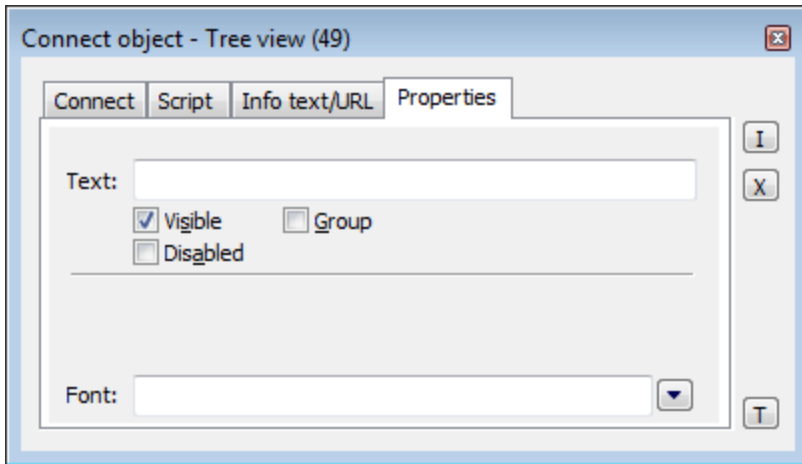 Connect object - Tree view (49)
Connect Script Info text/URL Properties
I
Text:
X
Visible Group
Disabled
Font:
T